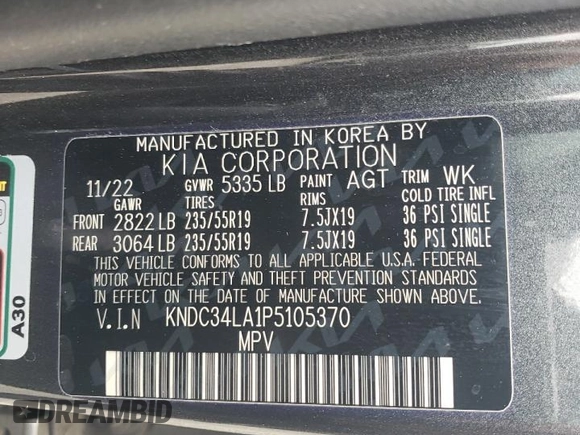 MANUFACTURED IN KOREA BY
KIA CORPORATION
11/22 GVWR 5335 LB PAINT AGT TRIM WK
GAWR TIRES RIMS COLD TIRE INFL
FRONT 2822 LB 235/55R19 7.5JX19 36 PSI SINGLE
REAR 3064 LB 235/55R19 7.5JX19 36 PSI SINGLE
THIS VEHICLE CONFORMS TO ALL APPLICABLE U.S.A. FEDERAL
MOTOR VEHICLE SAFETY AND THEFT PREVENTION STANDARDS
IN EFFECT ON THE DATE OF MANUFACTURE SHOWN ABOVE.
V.I.N KNDC34LA1P5105370
MPV
A30
DREAMBID